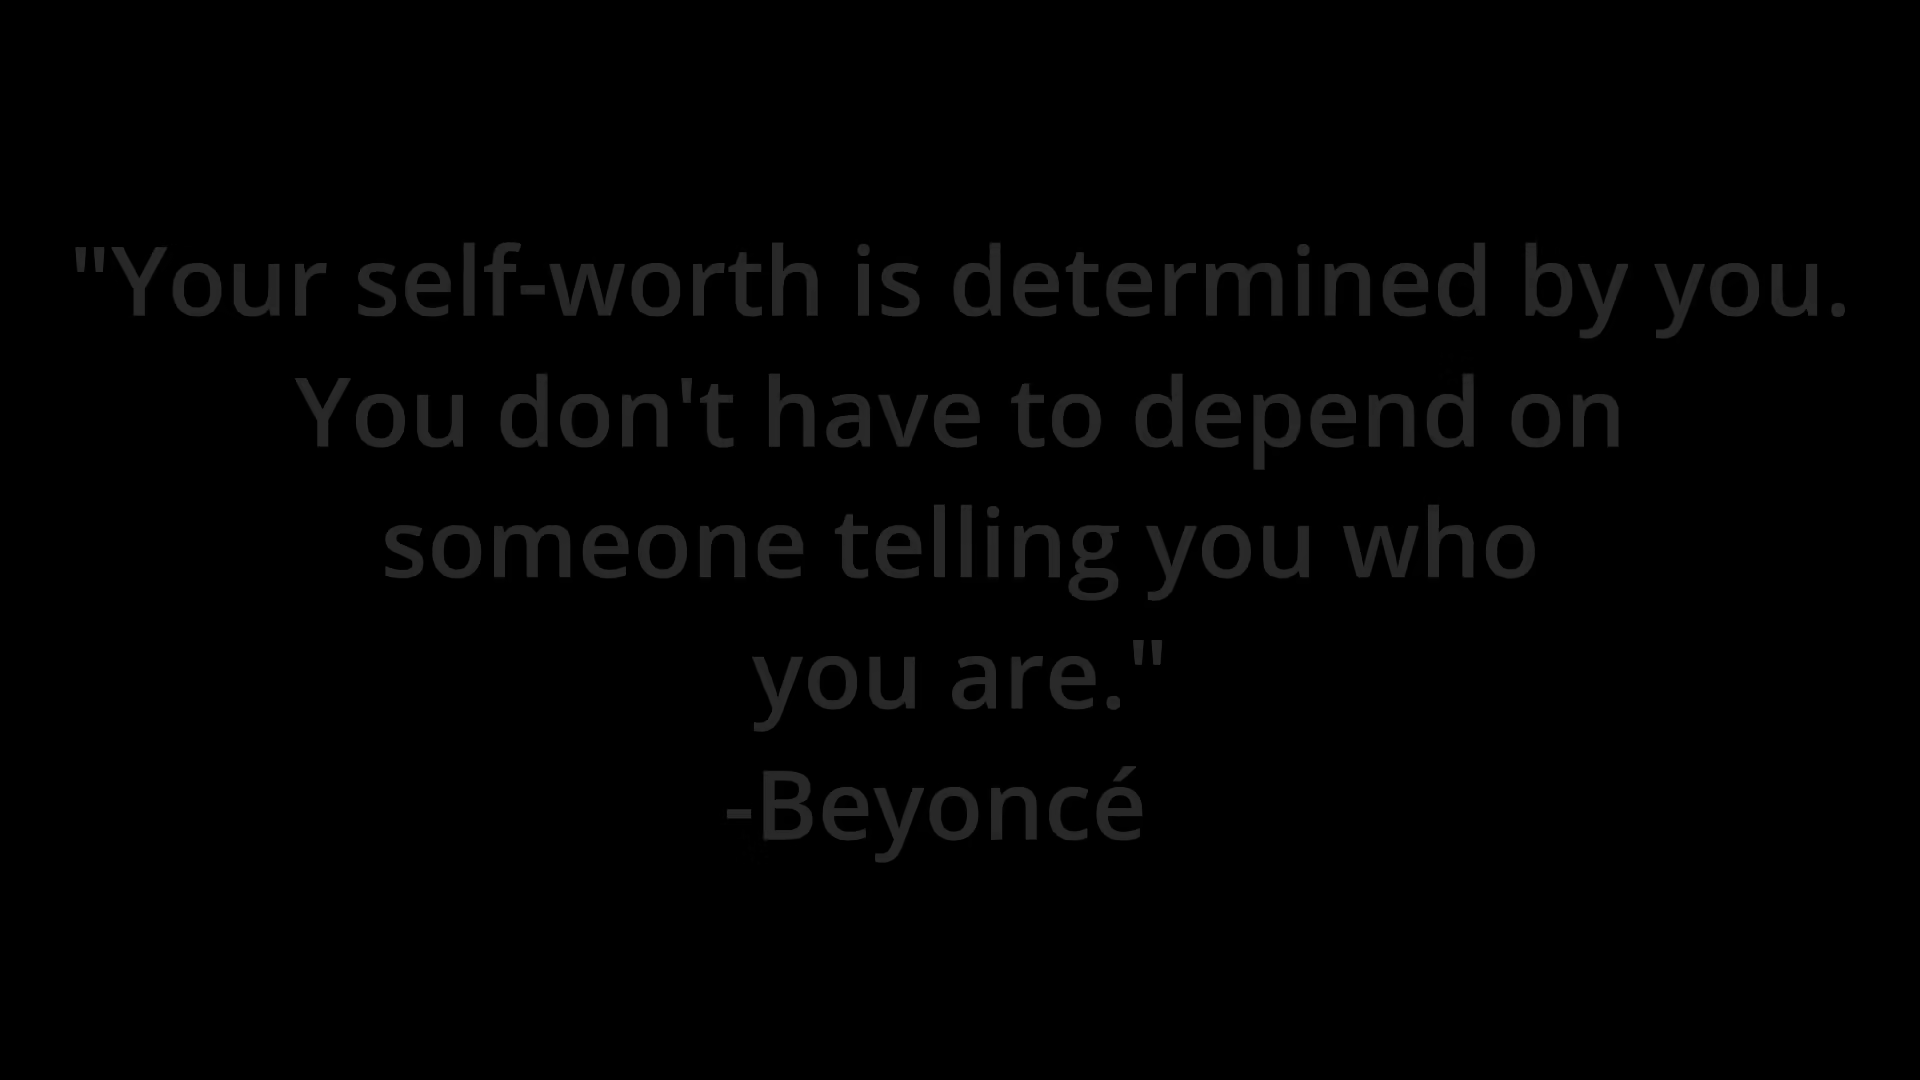 "Your self-worth is determined by you.
You don't have to depend on
someone telling you who
you are."
-Beyoncé